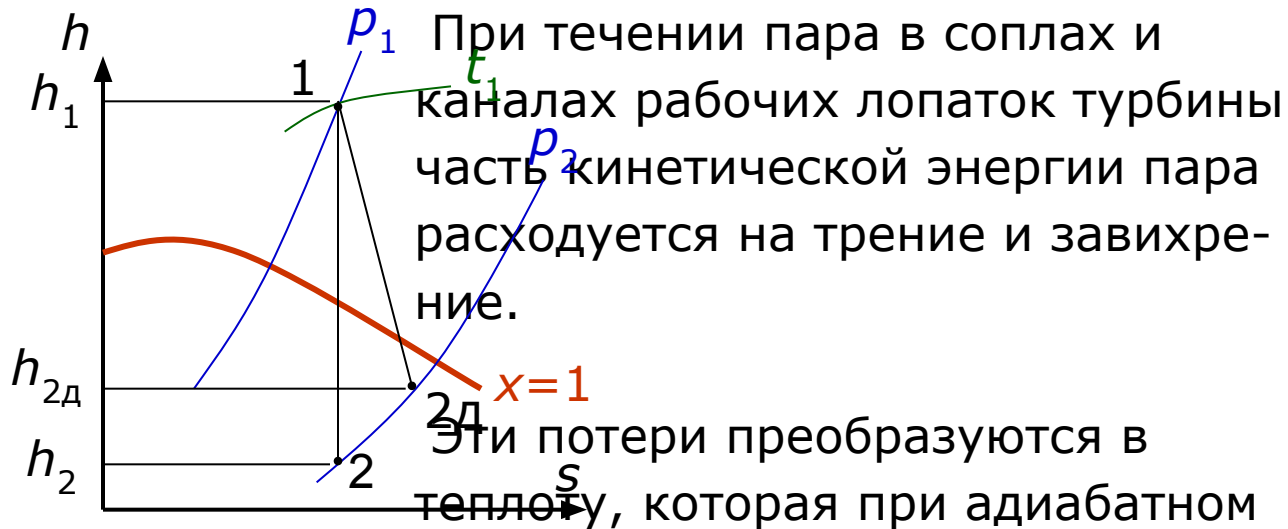 h
p1
При течении пара в соплах и
1
t1
h1
каналах рабочих лопаток турбины
p2
часть кинетической энергии пара
расходуется на трение и завихре-
ние.
h2д
x=1
2д
Эти потери преобразуются в
h2
2
s
теплоту, которая при адиабатном